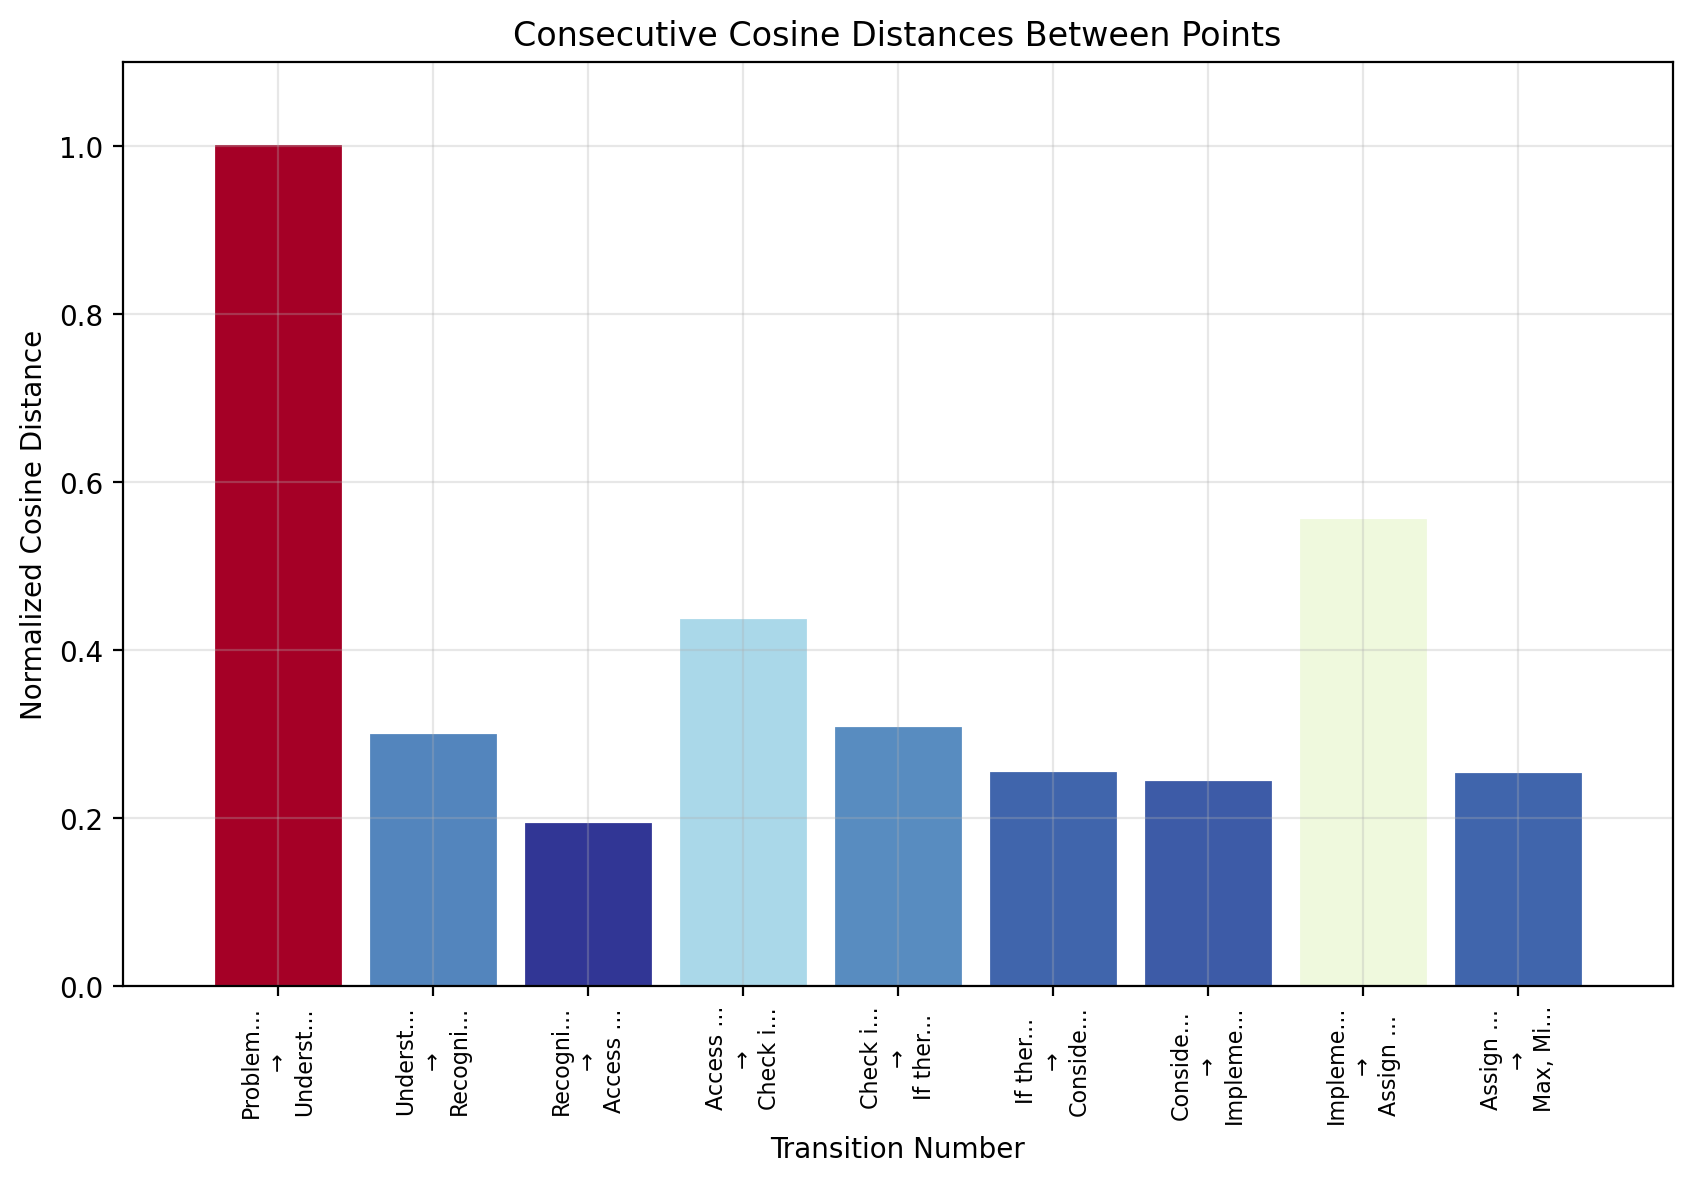 Consecutive Cosine Distances Between Points
Normalized Cosine Distance
1.0
0.8
0.6
0.4
0.2
0.0
Problem...
→
Underst...
Underst...
→
Recogni...
Recogni...
→
Access ...
Access ...
→
Check i...
Check i...
→
If ther...
If ther...
→
Conside...
Conside...
→
Impleme...
Impleme...
→
Assign ...
Assign ...
→
Max, Mi...
Transition Number